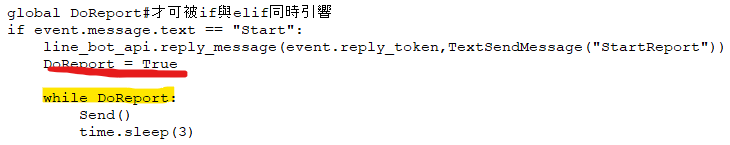 global DoReport#才可被if與elif同時引響
if event.message.text == "Start":
    line_bot_api.reply_message(event.reply_token,TextSendMessage("StartReport"))
    DoReport = True
    while DoReport:
        Send()
        time.sleep(3)